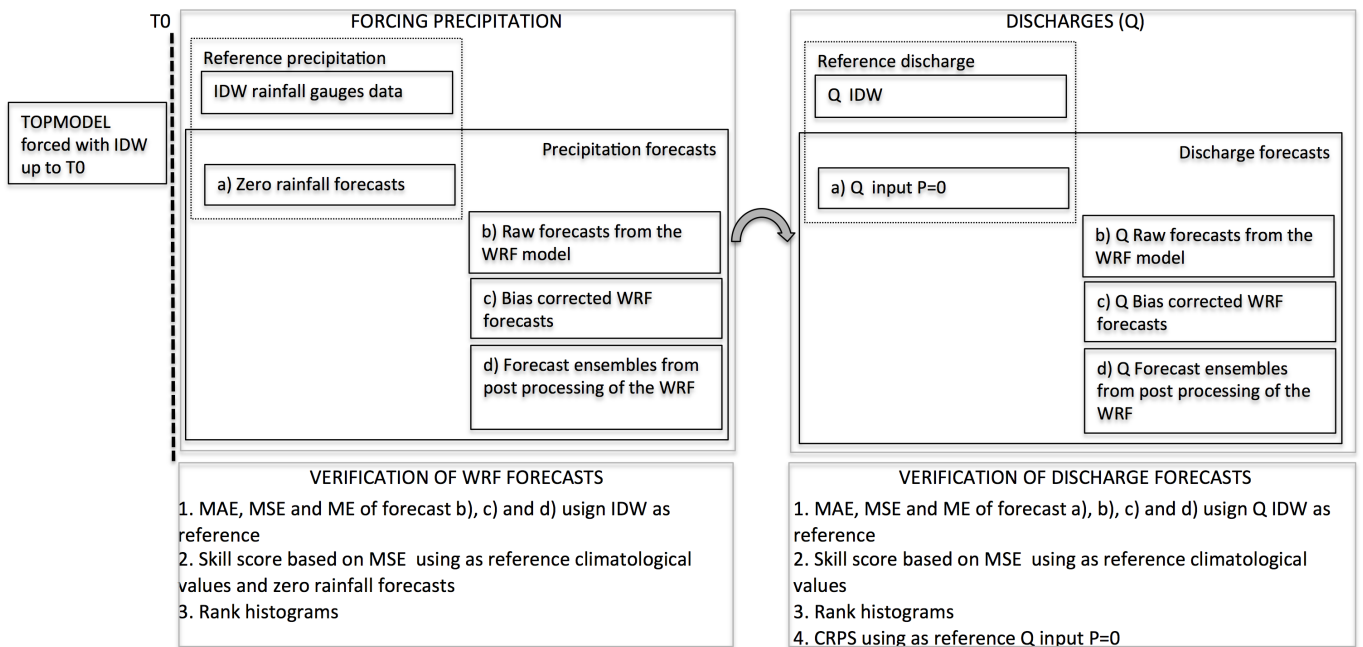 T0
TOPMODEL
forced with IDW
up to T0
FORCING PRECIPITATION
Reference precipitation
IDW rainfall gauges data
Precipitation forecasts
a) Zero rainfall forecasts
b) Raw forecasts from the
WRF model
c) Bias corrected WRF
forecasts
d) Forecast ensembles from
post processing of the WRF
DISCHARGES (Q)
Reference discharge
Q IDW
Discharge forecasts
a) Q input P=0
b) Q Raw forecasts from the
WRF model
c) Q Bias corrected WRF
forecasts
d) Q Forecast ensembles
from post processing of the
WRF
VERIFICATION OF WRF FORECASTS
1. MAE, MSE and ME of forecast b), c) and d) usign IDW as
reference
2. Skill score based on MSE using as reference climatological
values and zero rainfall forecasts
3. Rank histograms
VERIFICATION OF DISCHARGE FORECASTS
1. MAE, MSE and ME of forecast a), b), c) and d) usign Q IDW as
reference
2. Skill score based on MSE using as reference climatological
values
3. Rank histograms
4. CRPS using as reference Q input P=0